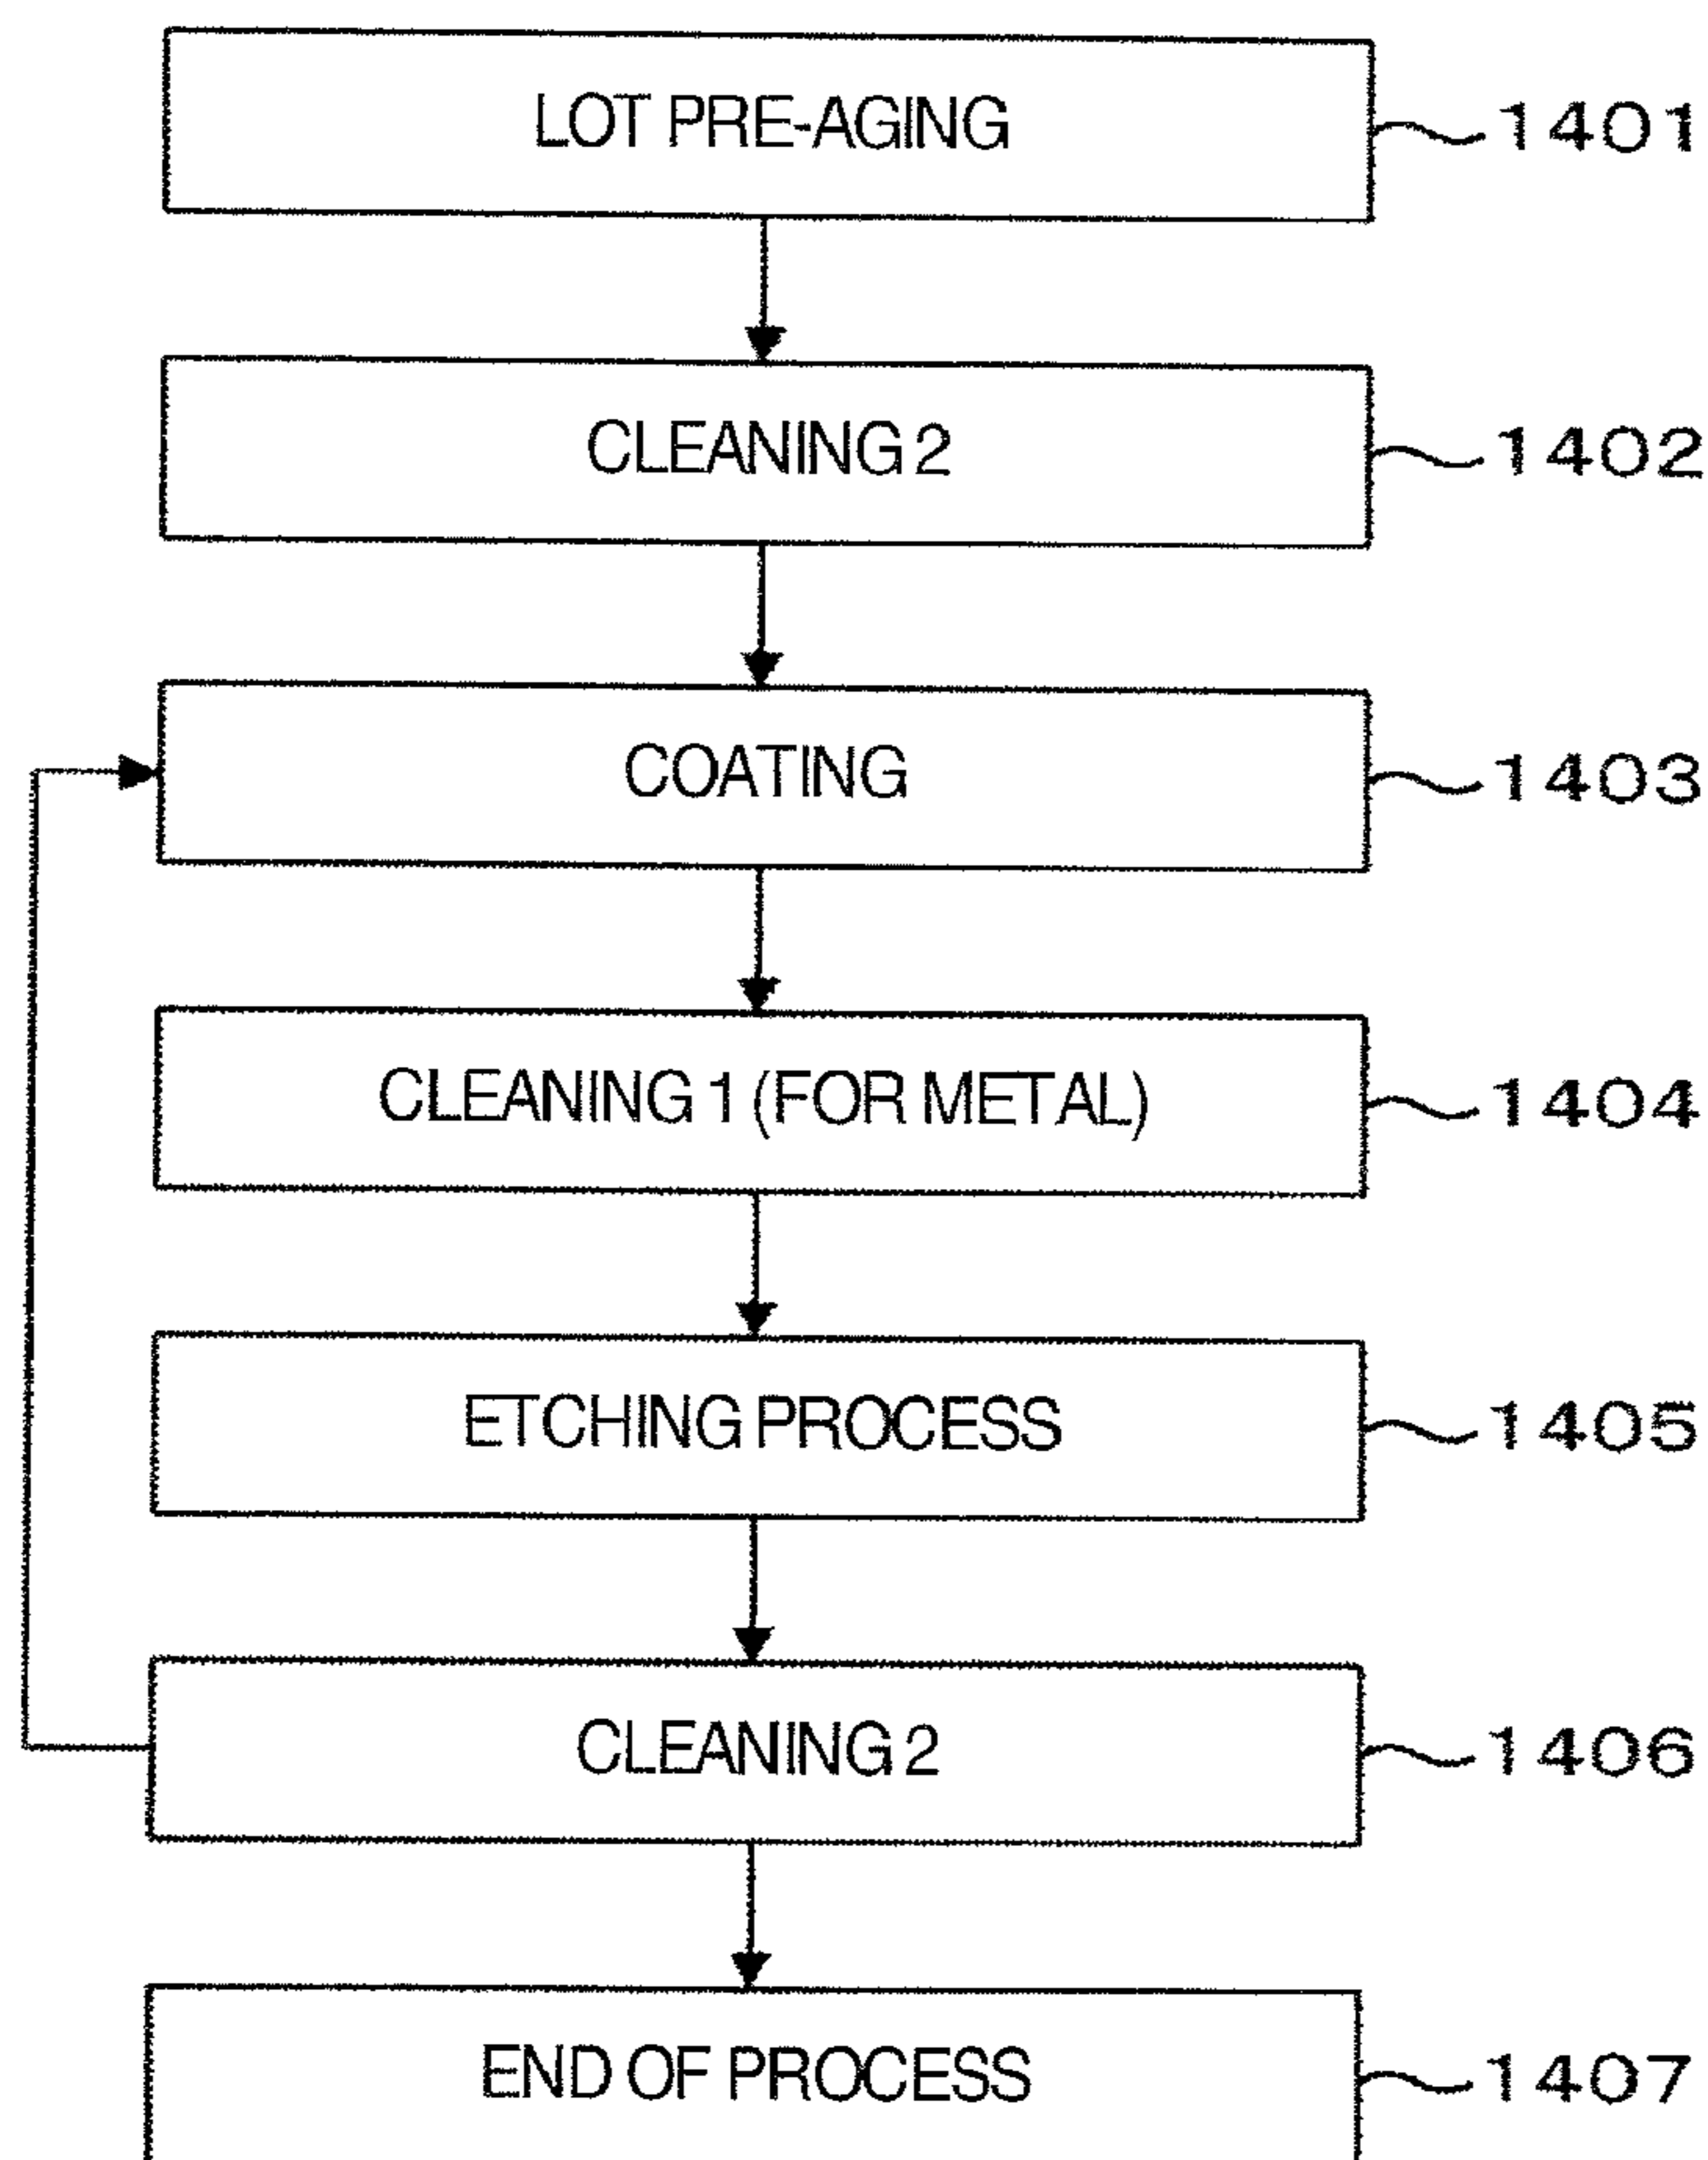 LOT PRE-AGING 1401
CLEANING 2 1402
COATING 1403
CLEANING 1 (FOR METAL) 1404
ETCHING PROCESS 1405
CLEANING 2 1406
END OF PROCESS 1407